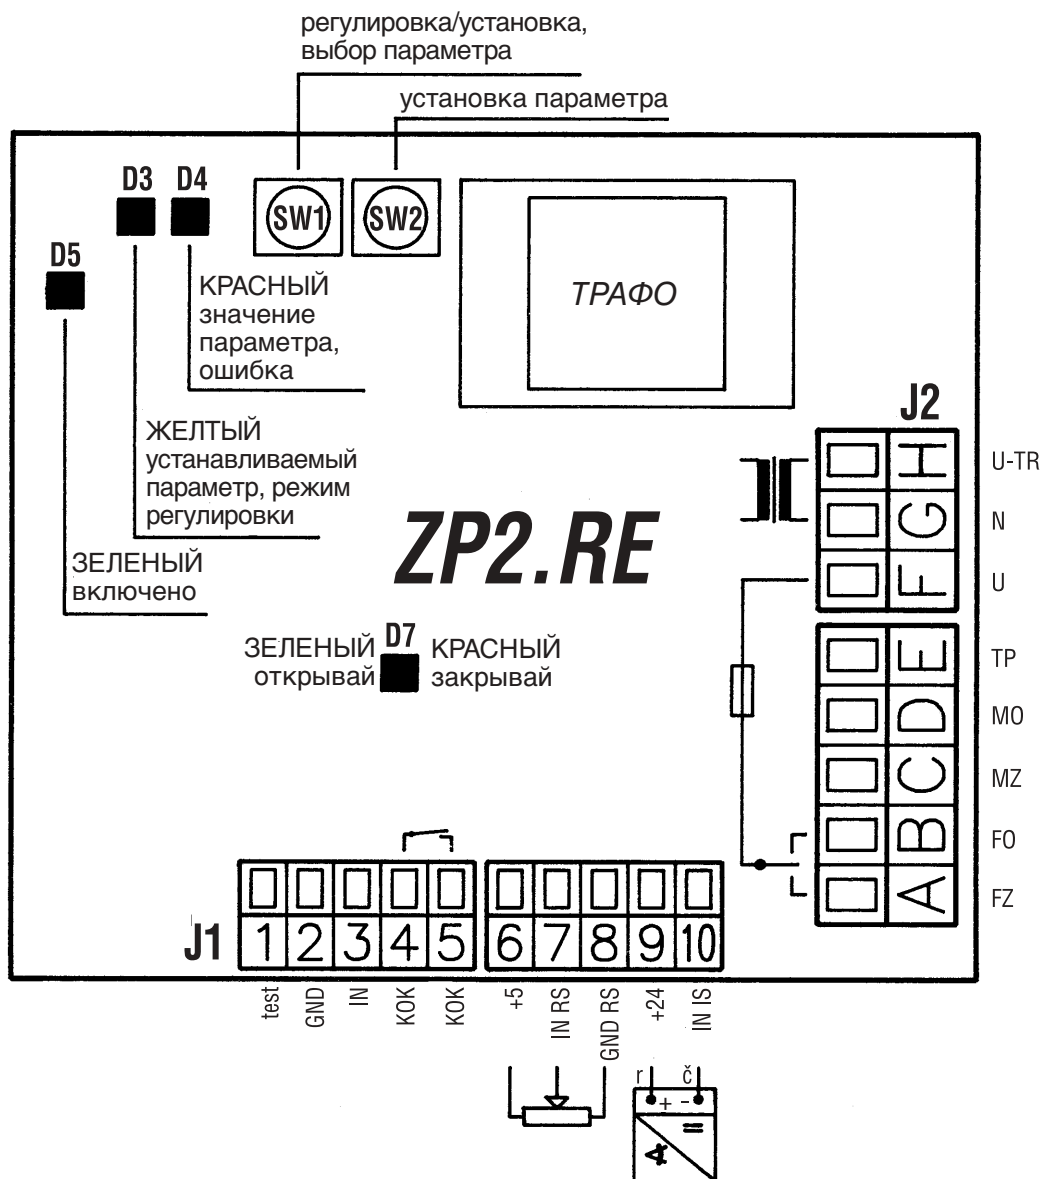 регулировка/установка,
выбор параметра
установка параметра
D3
D4
SW1
SW2
D5
ТРАФО
КРАСНЫЙ
значение
параметра,
ошибка
J2
ЖЕЛТЫЙ
устанавливаемый
параметр, режим
регулировки
H
U-TR
G
N
F
U
ZP2.RE
ЗЕЛЕНЫЙ
включено
D7
ЗЕЛЕНЫЙ
открывай
КРАСНЫЙ
закрывай
E
TP
D
MO
C
MZ
B
FO
A
FZ
J1
1 2 3 4 5 6 7 8 9 10
test
GND
IN
KOK
KOK
+5
IN RS
GND RS
+24
IN IS
r
č
+ -
A
=